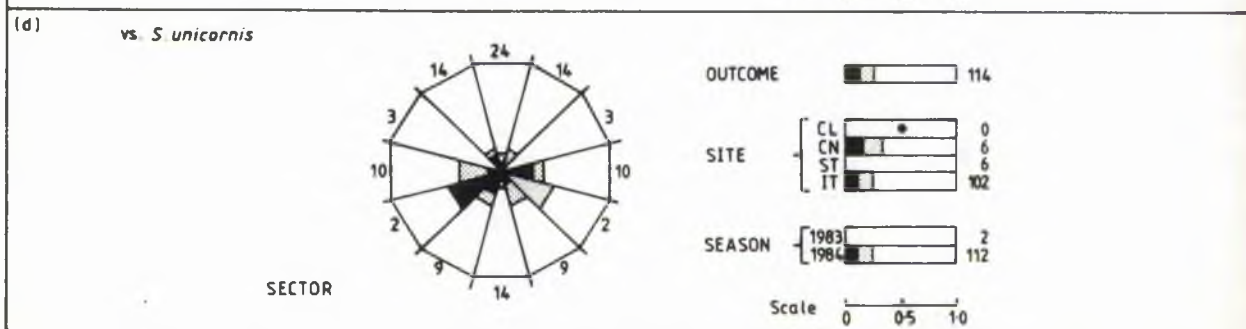 (d)
vs. S. unicornis
24
14
14
3
3
10
10
2
2
9
9
14
SECTOR
OUTCOME 114
SITE
CL 0
CN 6
ST 6
IT 102
SEASON
1983 2
1984 112
Scale
0 0·5 1·0